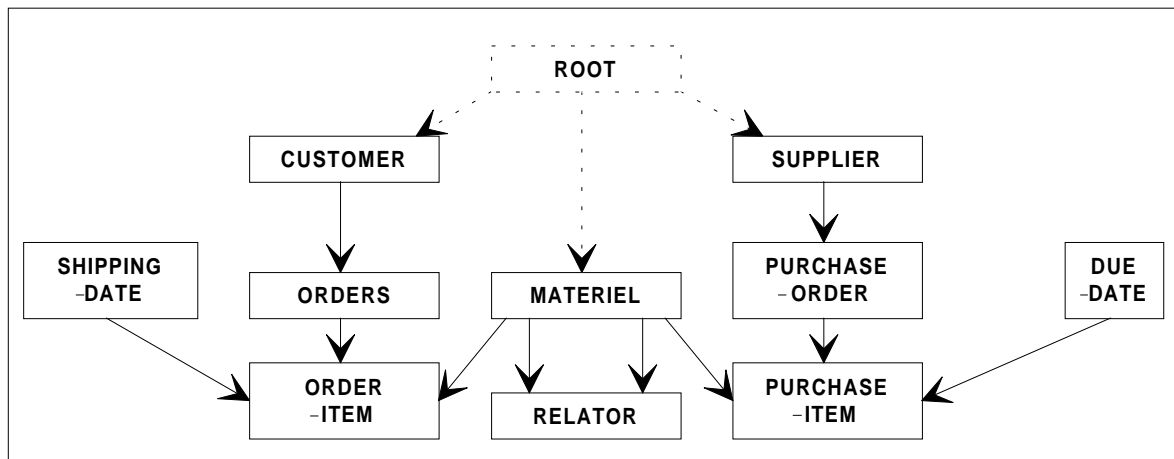 ROOT
CUSTOMER
SUPPLIER
SHIPPING
–DATE
ORDERS
MATERIEL
PURCHASE
–ORDER
DUE
–DATE
ORDER
–ITEM
RELATOR
PURCHASE
–ITEM